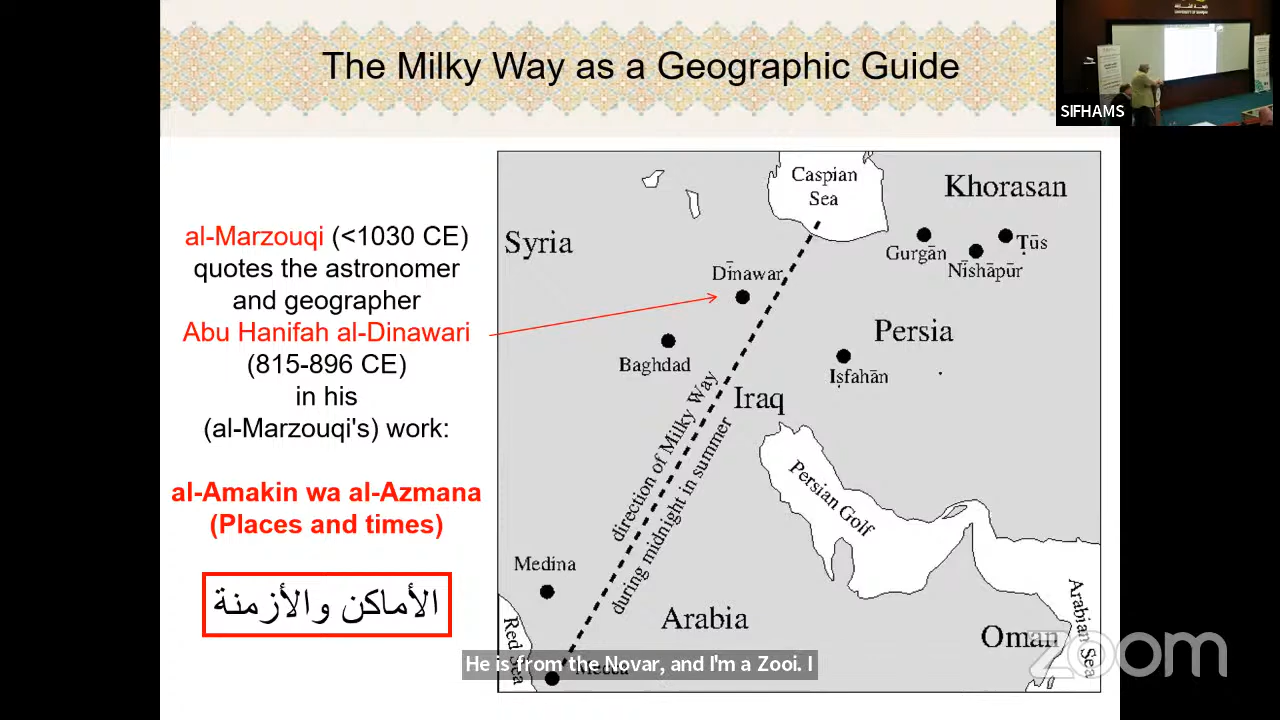 The Milky Way as a Geographic Guide
SIFHAMS
al-Marzouqi (<1030 CE)
quotes the astronomer
and geographer
Abu Hanifah al-Dinawari
(815-896 CE)
in his
(al-Marzouqi's) work:
al-Amakin wa al-Azmana
(Places and times)
الأماكن والأزمنة
Caspian
Sea
Khorasan
Syria
Gurgān
Ṭūs
Nīshāpūr
Dīnawar
Persia
Baghdad
Iṣfahān
Iraq
direction of Milky Way
during midnight in summer
Persian Golf
Medina
Arabia
Red Sea
Mecca
Oman
Arabian Sea
zoom
He is from the Novar, and I'm a Zooi. I